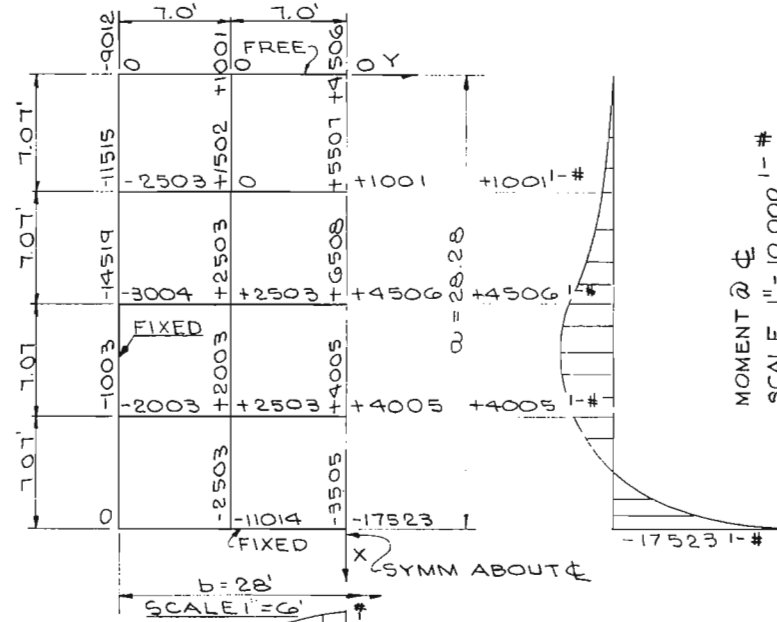 7.0' 7.0'
-9012 +1001 +4506
0 0 FREE 0 Y
7.07' -11515 +1502 +5507
-2503 0 +1001 +1001'-#
7.07' -14519 +2503 +6508
a = 28.28
-3004 +2503 +4506 +4506'-#
FIXED
7.07 -1003 +2003 +4005
-2003 +2503 +4005 +4005'-#
7.07' 0 -2503 -3505
-11014 -17523 -17523'-#
FIXED X SYMM ABOUT ℄
b = 28'
SCALE 1"=6' #
MOMENT @ ℄
SCALE 1"=10,000 '-#